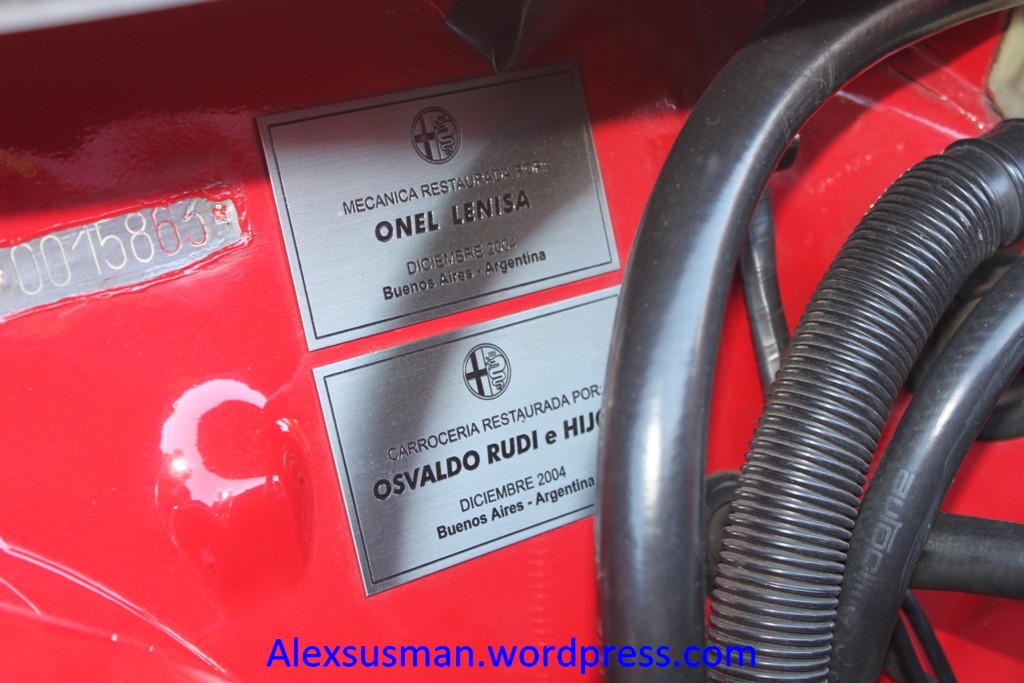 0015863
MECANICA RESTAURADA POR:
ONEL LENISA
DICIEMBRE 2004
Buenos Aires - Argentina
CARROCERIA RESTAURADA POR:
OSVALDO RUDI e HIJO
DICIEMBRE 2004
Buenos Aires - Argentina
Alexsusman.wordpress.com